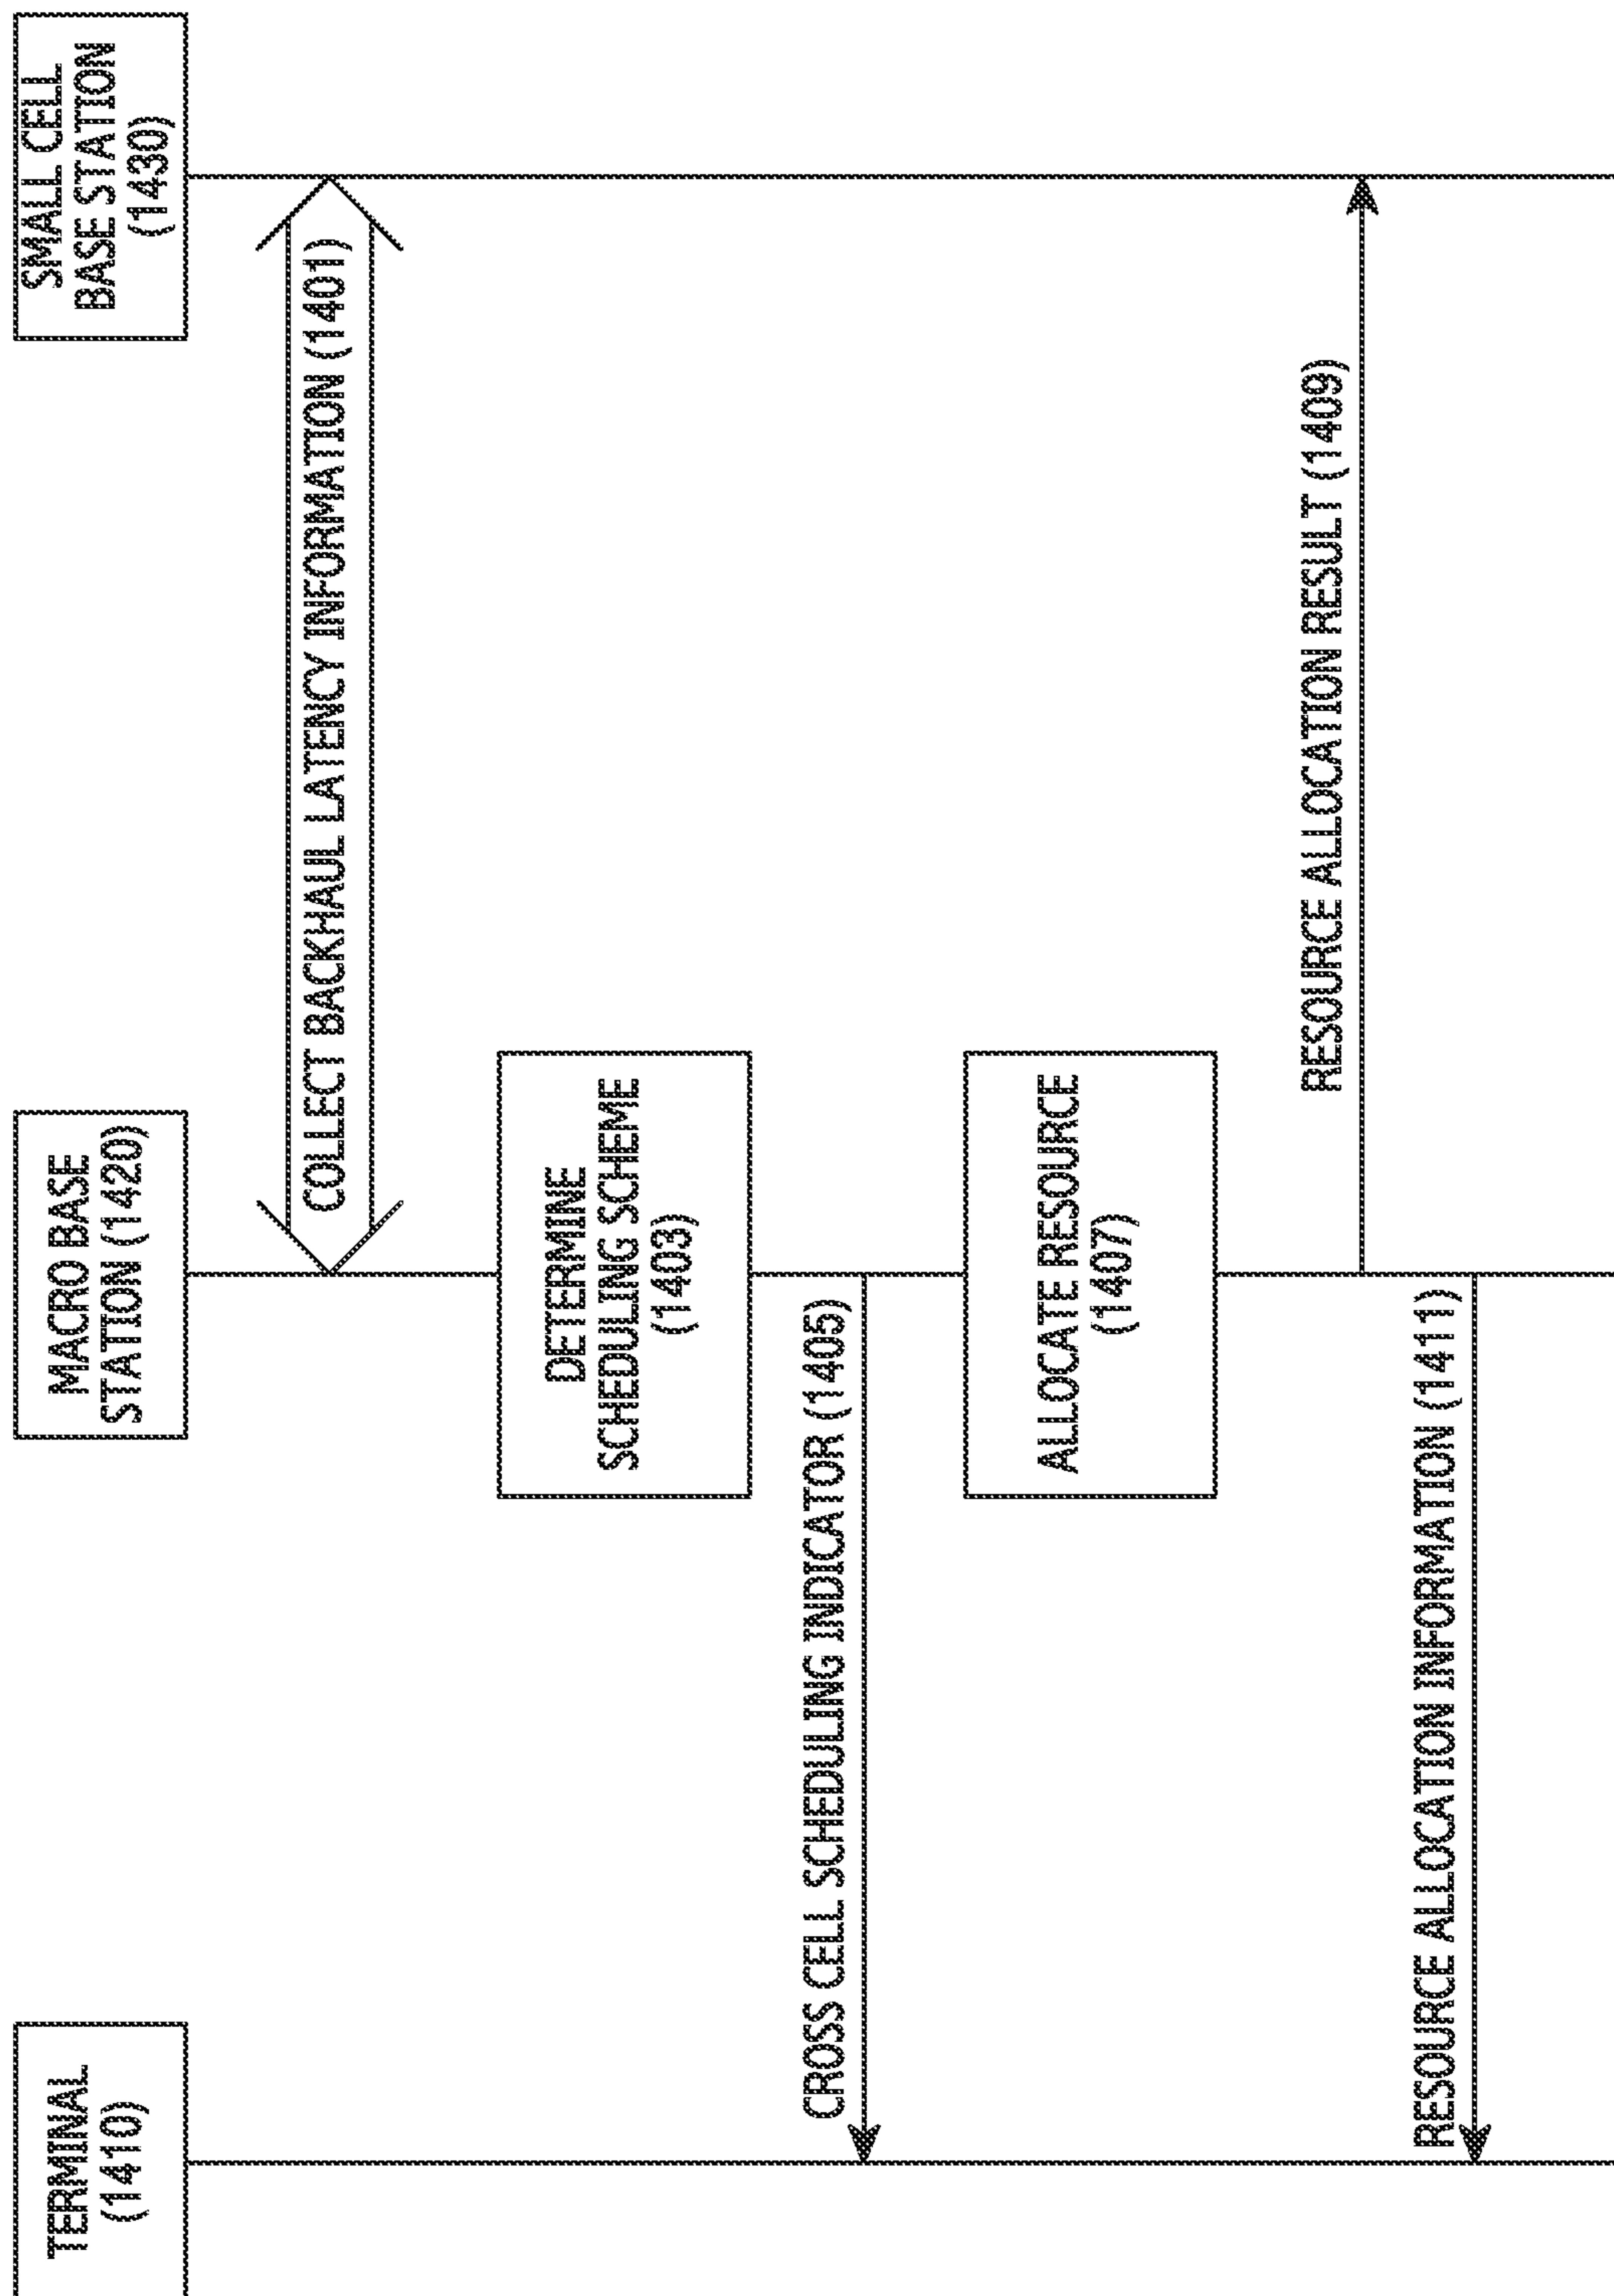 TERMINAL
(1410)
MACRO BASE
STATION (1420)
SMALL CELL
BASE STATION
(1430)
COLLECT BACKHAUL LATENCY INFORMATION (1401)
DETERMINE
SCHEDULING SCHEME
(1403)
CROSS CELL SCHEDULING INDICATOR (1405)
ALLOCATE RESOURCE
(1407)
RESOURCE ALLOCATION RESULT (1409)
RESOURCE ALLOCATION INFORMATION (1411)